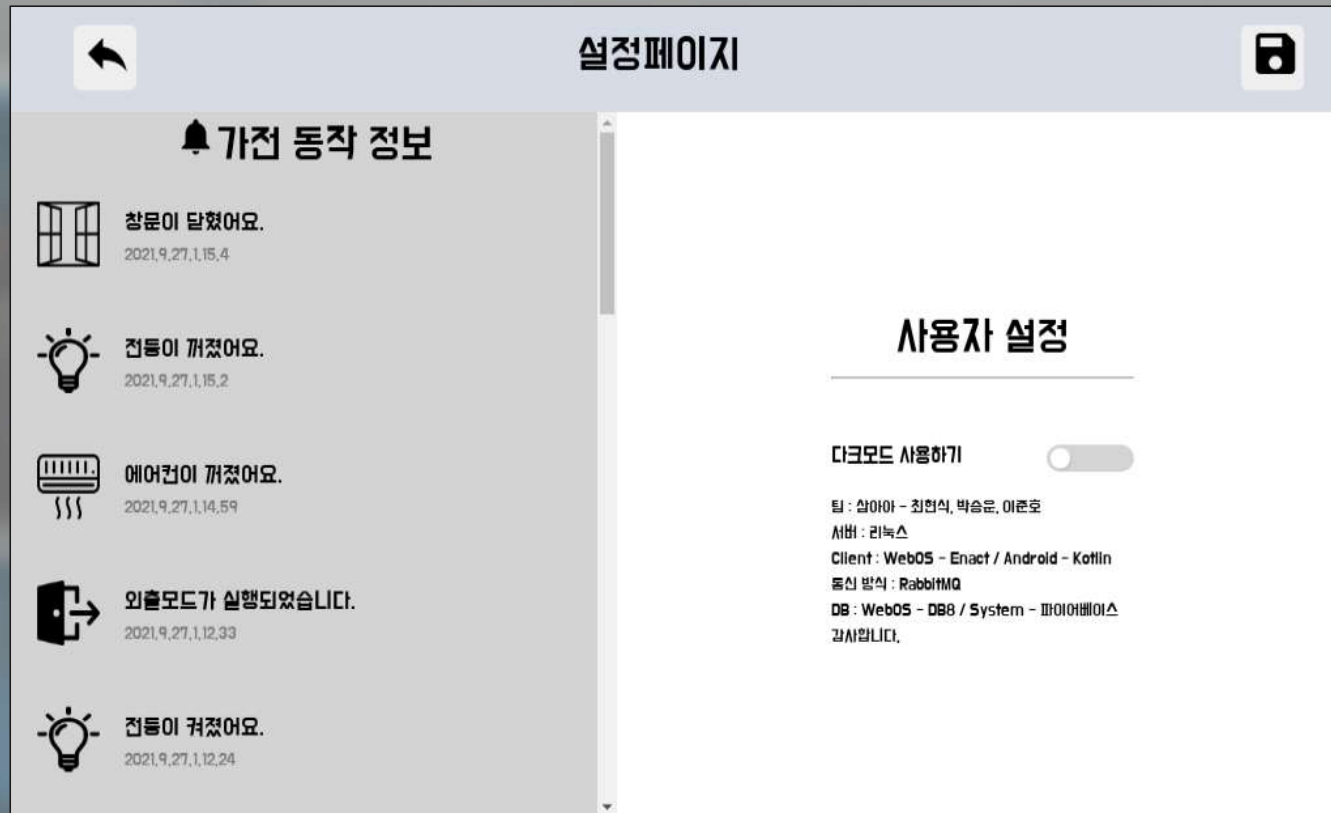 설정페이지
가전 동작 정보
창문이 닫혔어요.
2021.9.27.1.15.4
전등이 꺼졌어요.
2021.9.27.1.15.2
에어컨이 꺼졌어요.
2021.9.27.1.14.59
외출모드가 실행되었습니다.
2021.9.27.1.12.33
전등이 켜졌어요.
2021.9.27.1.12.24
사용자 설정
다크모드 사용하기
팀 : 삼아아 - 최현식, 박승운, 이준호
서버 : 리눅스
Client : WebOS - Enact / Android - Kotlin
통신 방식 : RabbitMQ
DB : WebOS - DB8 / System - 파이어베이스
감사합니다.